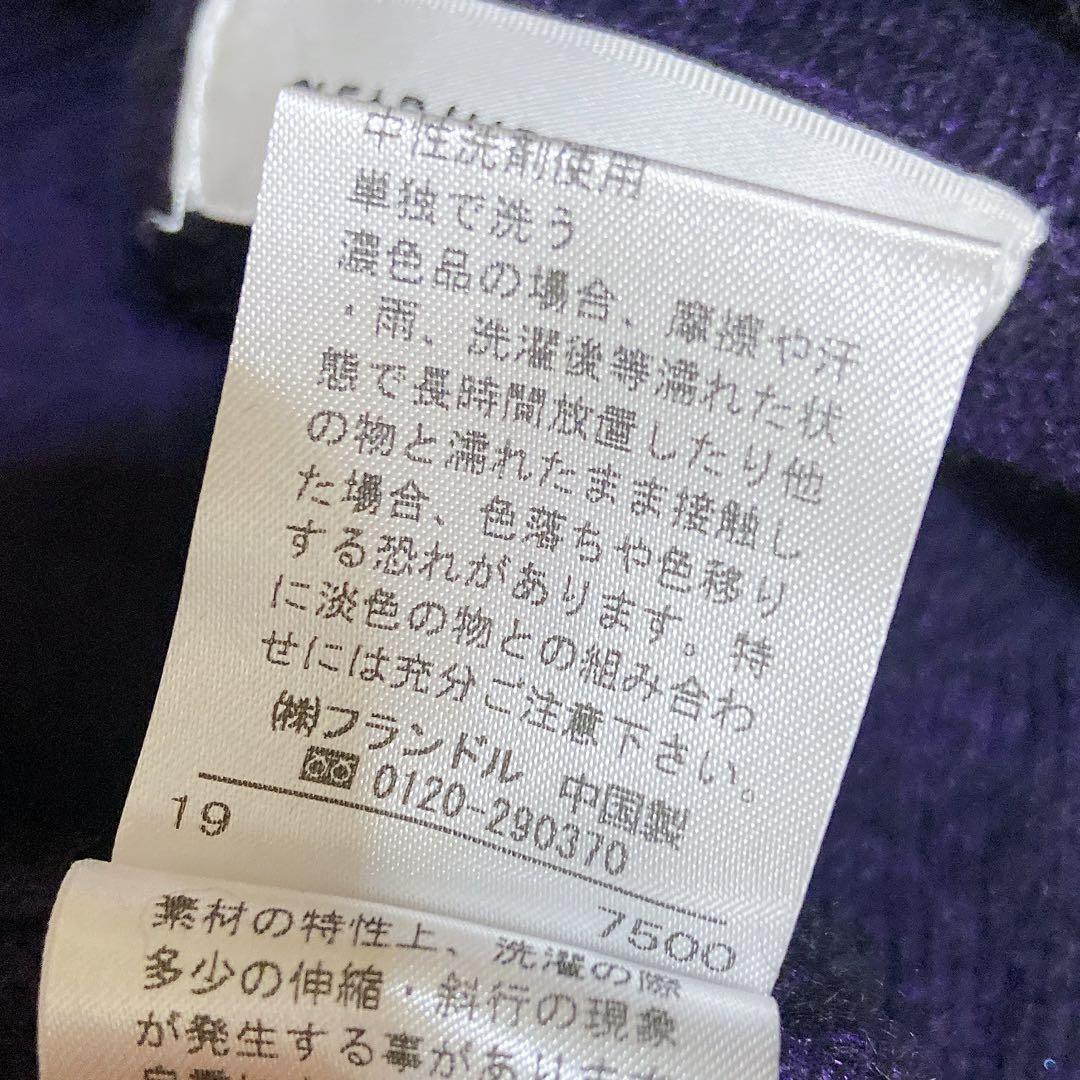 中性洗剤使用
単独で洗う
濃色品の場合、摩擦や汗
・雨、洗濯後等濡れた状
態で長時間放置したり他
の物と濡れたまま接触し
た場合、色落ちや色移り
する恐れがあります。特
に淡色の物との組み合わ
せには充分ご注意下さい。
㈱フランドル 中国製
0120-290370
19 7500
素材の特性上、洗濯の際
多少の伸縮・斜行の現象
が発生する事があります